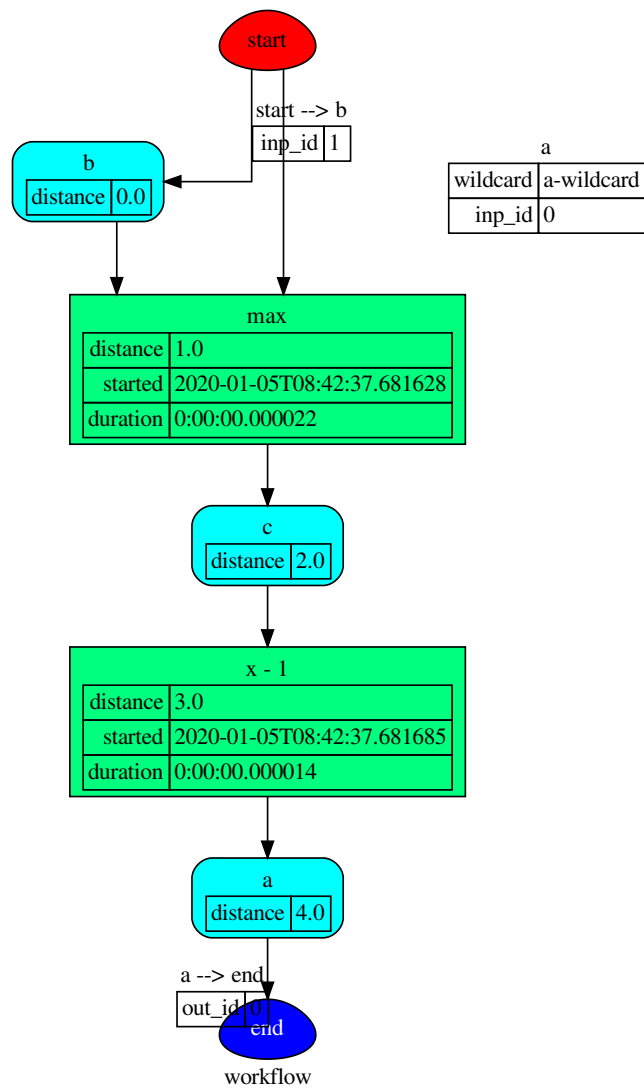 start
start --> b
inp_id 1
b
distance 0.0
a
wildcard a-wildcard
inp_id 0
max
distance 1.0
started 2020-01-05T08:42:37.681628
duration 0:00:00.000022
c
distance 2.0
x - 1
distance 3.0
started 2020-01-05T08:42:37.681685
duration 0:00:00.000014
a
distance 4.0
a --> end
out_id 0
end
workflow